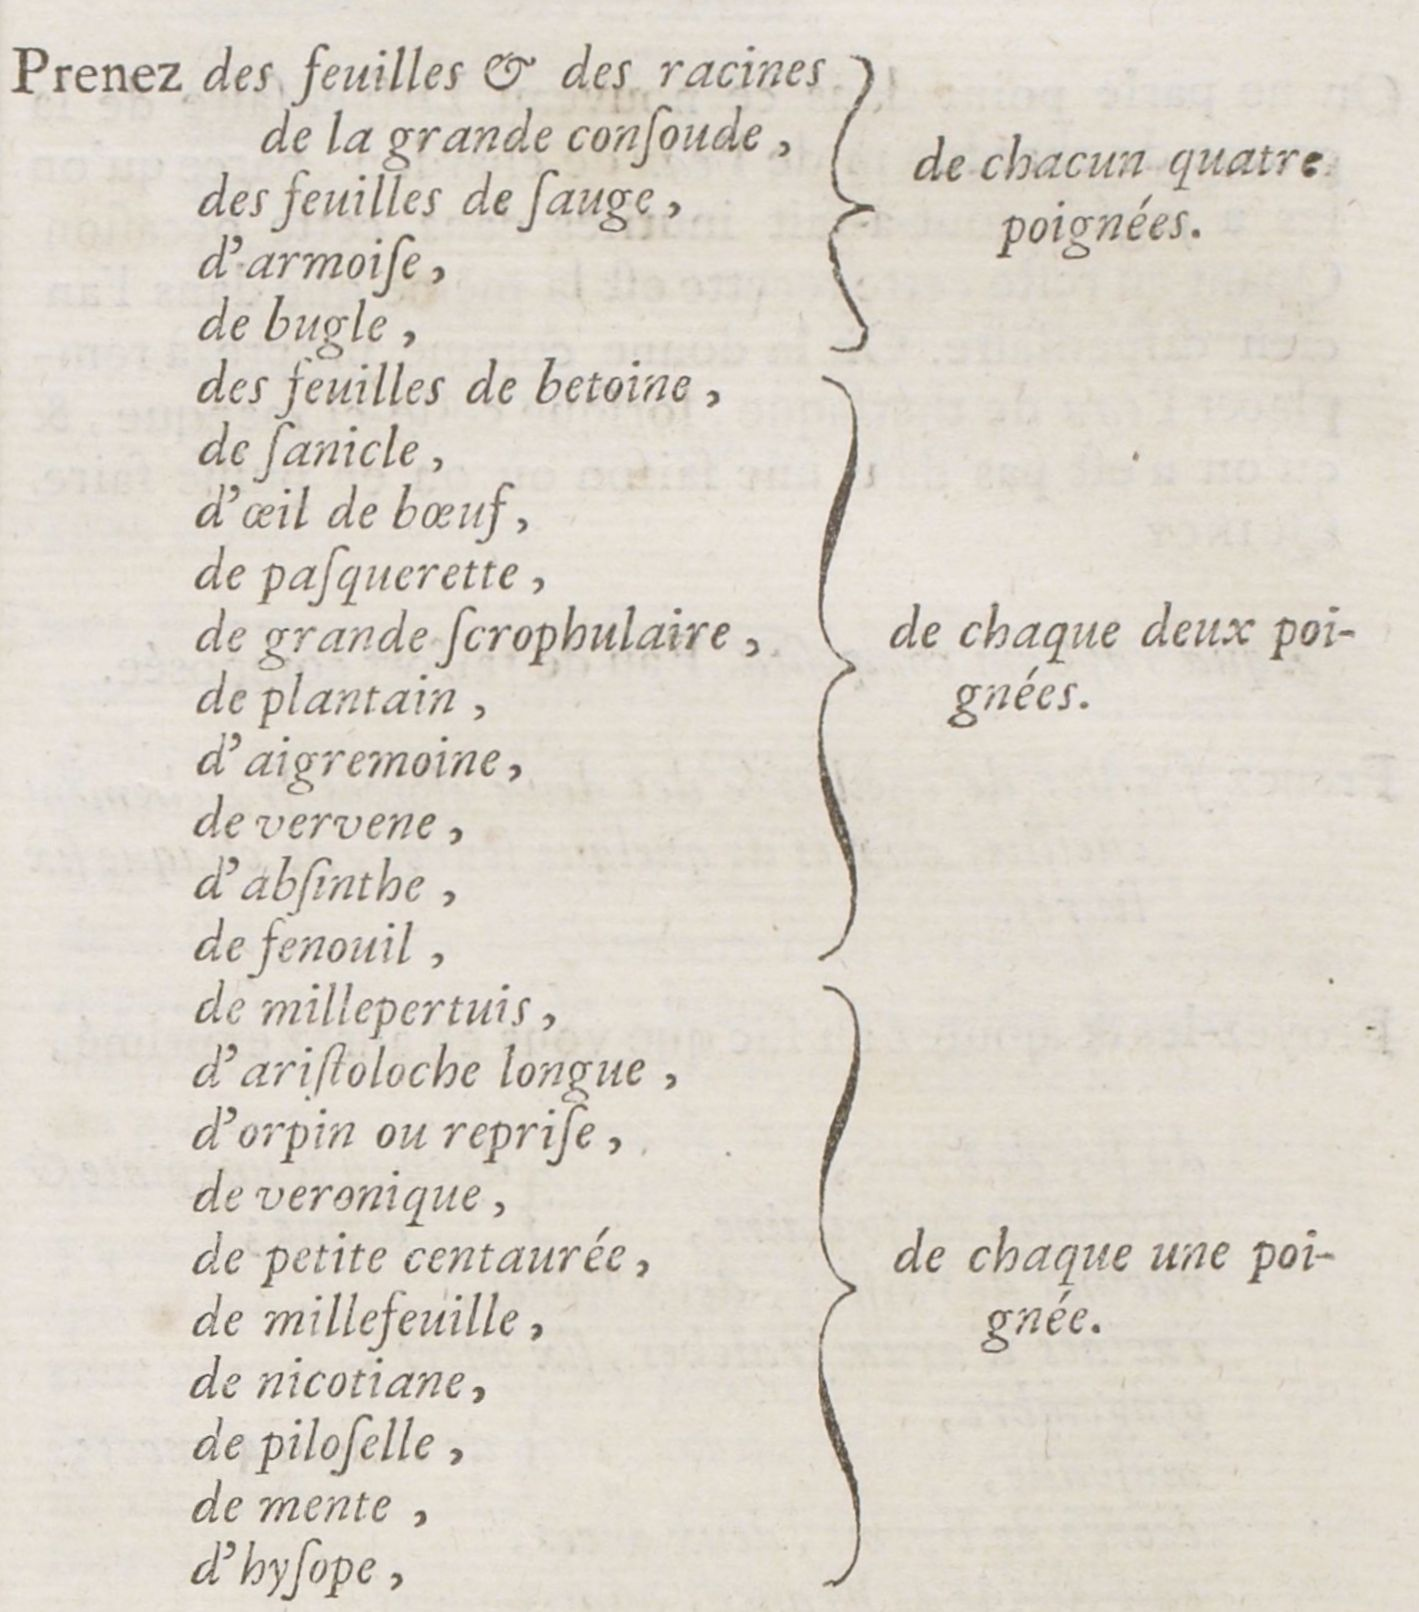 Prenez des feuilles & des racines
de la grande conſoude,
des feuilles de ſauge,
d'armoiſe,
de bugle,
de chacun quatre
poignées.
des feuilles de betoine,
de ſanicle,
d'œil de bœuf,
de paſquerette,
de grande ſcrophulaire,
de plantain,
d'aigremoine,
de vervene,
d'abſinthe,
de fenouil,
de chaque deux poi-
gnées.
de millepertuis,
d'ariſtoloche longue,
d'orpin ou repriſe,
de veronique,
de petite centaurée,
de millefeuille,
de nicotiane,
de piloſelle,
de mente,
d'hyſope,
de chaque une poi-
gnée.